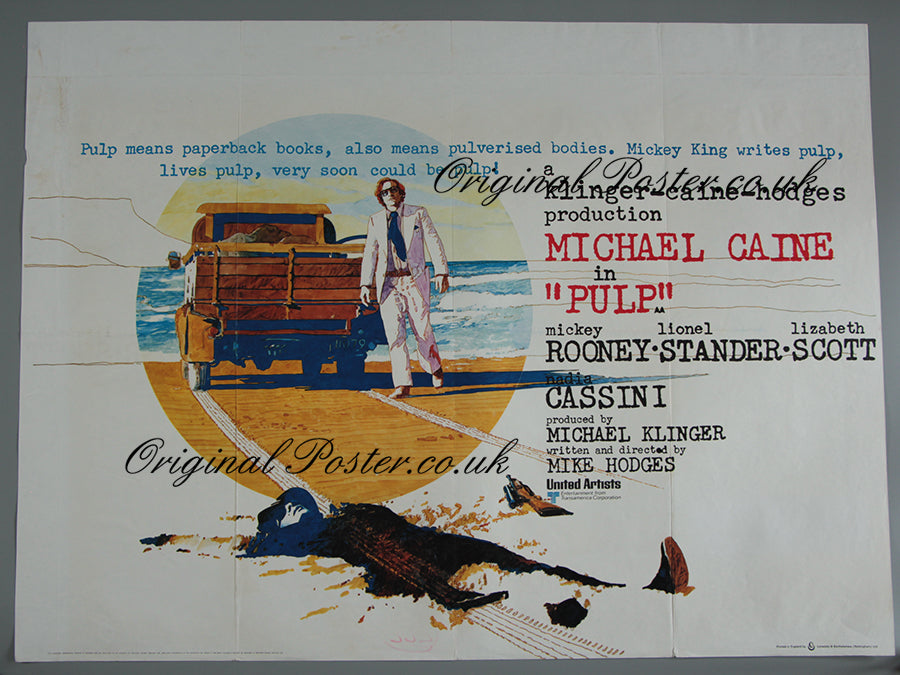 Pulp means paperback books, also means pulverised bodies. Mickey King writes pulp,
lives pulp, very soon could be pulp!
Original Poster.co.uk
a
klinger-caine-hodges
production
MICHAEL CAINE
in
"PULP"
AA
mickey lionel lizabeth
ROONEY·STANDER·SCOTT
nadia
CASSINI
produced by
MICHAEL KLINGER
written and directed by
MIKE HODGES
United Artists
Entertainment from
Transamerica Corporation
Original Poster.co.uk